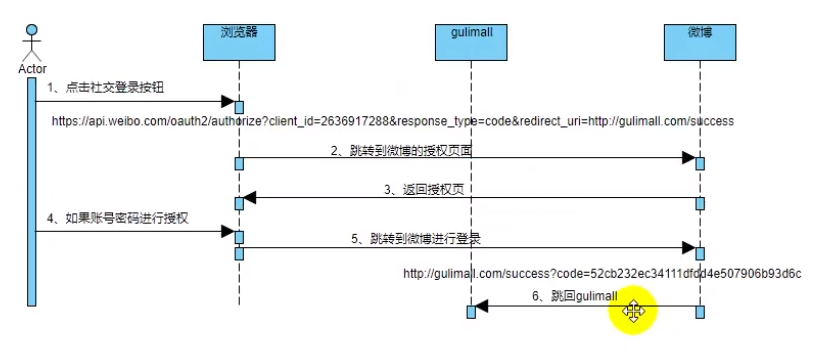 浏览器
gulimall
微博
Actor
1、点击社交登录按钮
https://api.weibo.com/oauth2/authorize?client_id=2636917288&response_type=code&redirect_uri=http://gulimall.com/success
2、跳转到微博的授权页面
3、返回授权页
4、如果账号密码进行授权
5、跳转到微博进行登录
http://gulimall.com/success?code=52cb232ec34111dfdd4e507906b93d6c
6、跳回gulimall